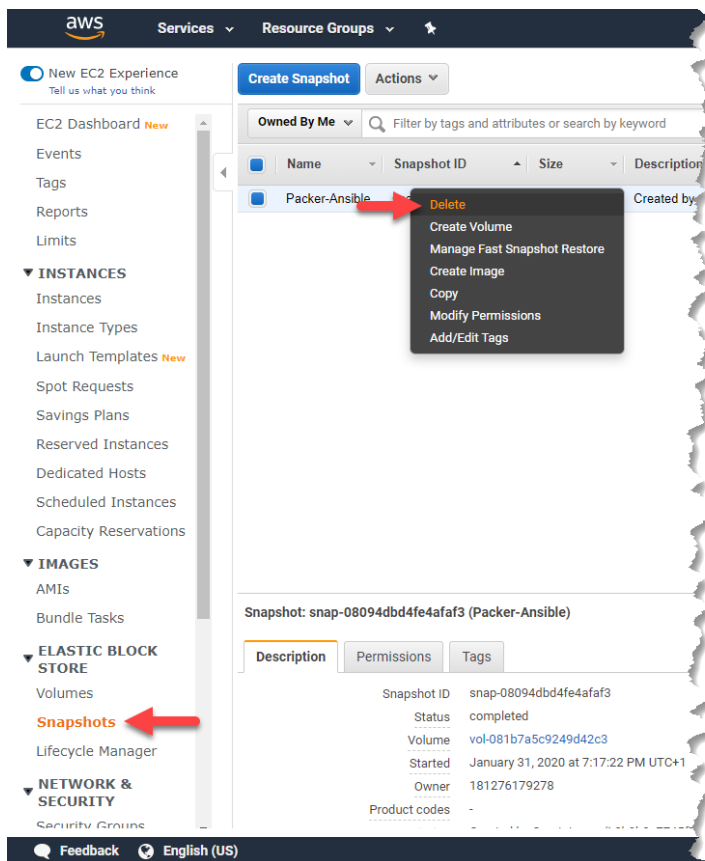 aws
Services
Resource Groups
New EC2 Experience
Tell us what you think
Create Snapshot
Actions
EC2 Dashboard New
Events
Tags
Reports
Limits
INSTANCES
Instances
Instance Types
Launch Templates New
Spot Requests
Savings Plans
Reserved Instances
Dedicated Hosts
Scheduled Instances
Capacity Reservations
IMAGES
AMIs
Bundle Tasks
ELASTIC BLOCK
STORE
Volumes
Snapshots
Lifecycle Manager
NETWORK &
SECURITY
Security Groups
Owned By Me
Filter by tags and attributes or search by keyword
Name
Snapshot ID
Size
Description
Packer-Ansible
Created by
Delete
Create Volume
Manage Fast Snapshot Restore
Create Image
Copy
Modify Permissions
Add/Edit Tags
Snapshot: snap-08094dbd4fe4afaf3 (Packer-Ansible)
Description
Permissions
Tags
Snapshot ID snap-08094dbd4fe4afaf3
Status completed
Volume vol-081b7a5c9249d42c3
Started January 31, 2020 at 7:17:22 PM UTC+1
Owner 181276179278
Product codes -
Feedback
English (US)